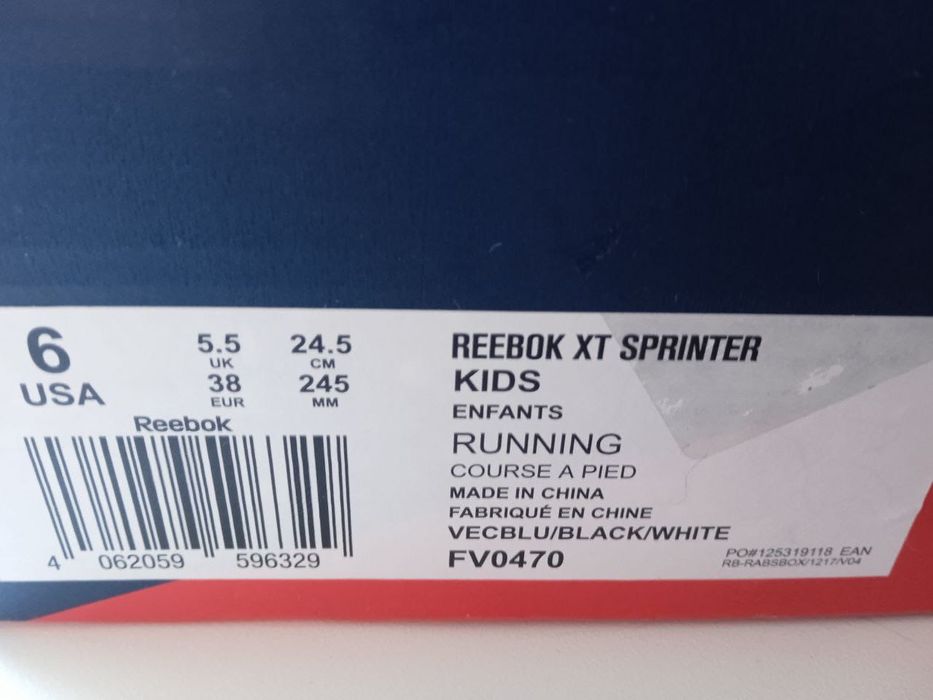 6
USA
5.5
UK
38
EUR
24.5
CM
245
MM
Reebok
4 062059 596329
REEBOK XT SPRINTER
KIDS
ENFANTS
RUNNING
COURSE A PIED
MADE IN CHINA
FABRIQUÉ EN CHINE
VECBLU/BLACK/WHITE
FV0470
PO#125319118 EAN
RB-RABSBOX/1217/V04